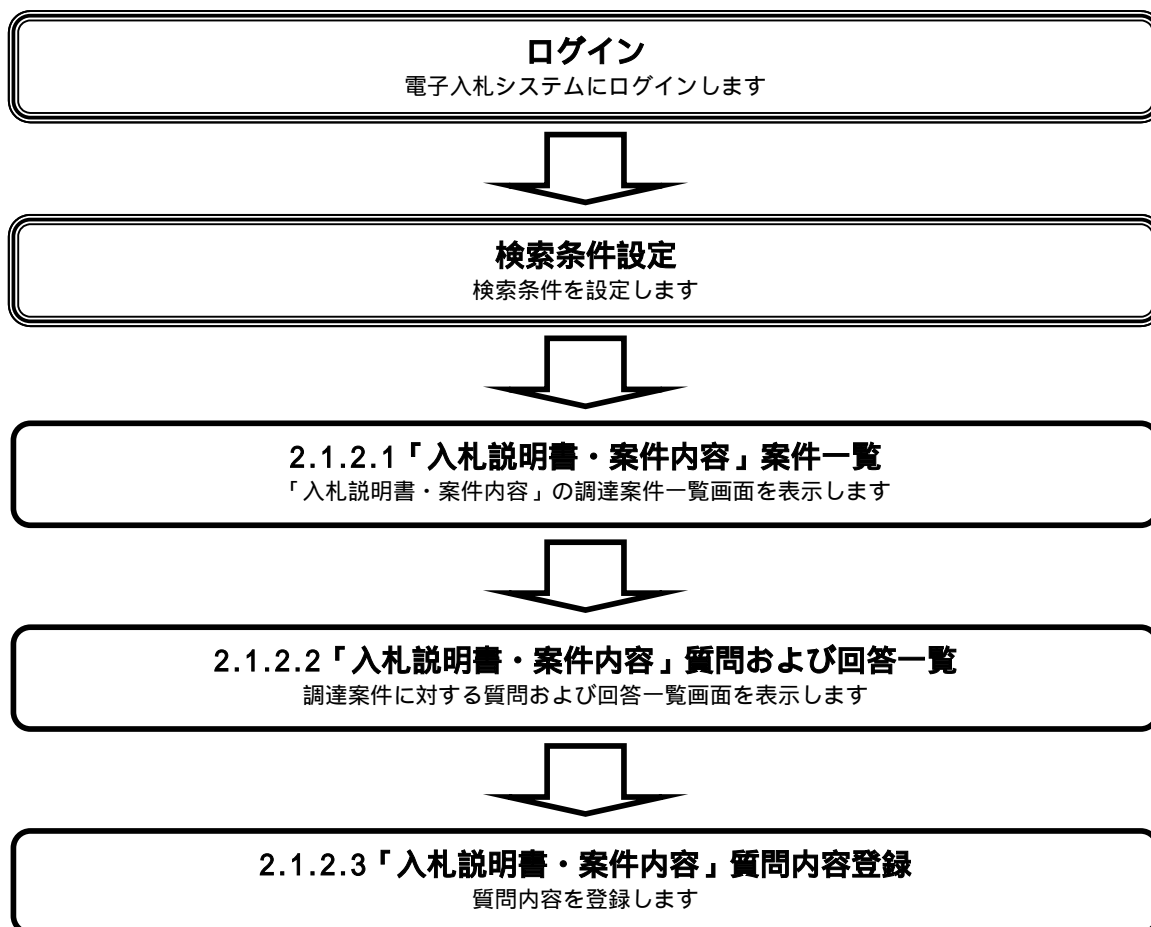 ログイン
電子入札システムにログインします
検索条件設定
検索条件を設定します
2.1.2.1「入札説明書・案件内容」案件一覧
「入札説明書・案件内容」の調達案件一覧画面を表示します
2.1.2.2「入札説明書・案件内容」質問および回答一覧
調達案件に対する質問および回答一覧画面を表示します
2.1.2.3「入札説明書・案件内容」質問内容登録
質問内容を登録します